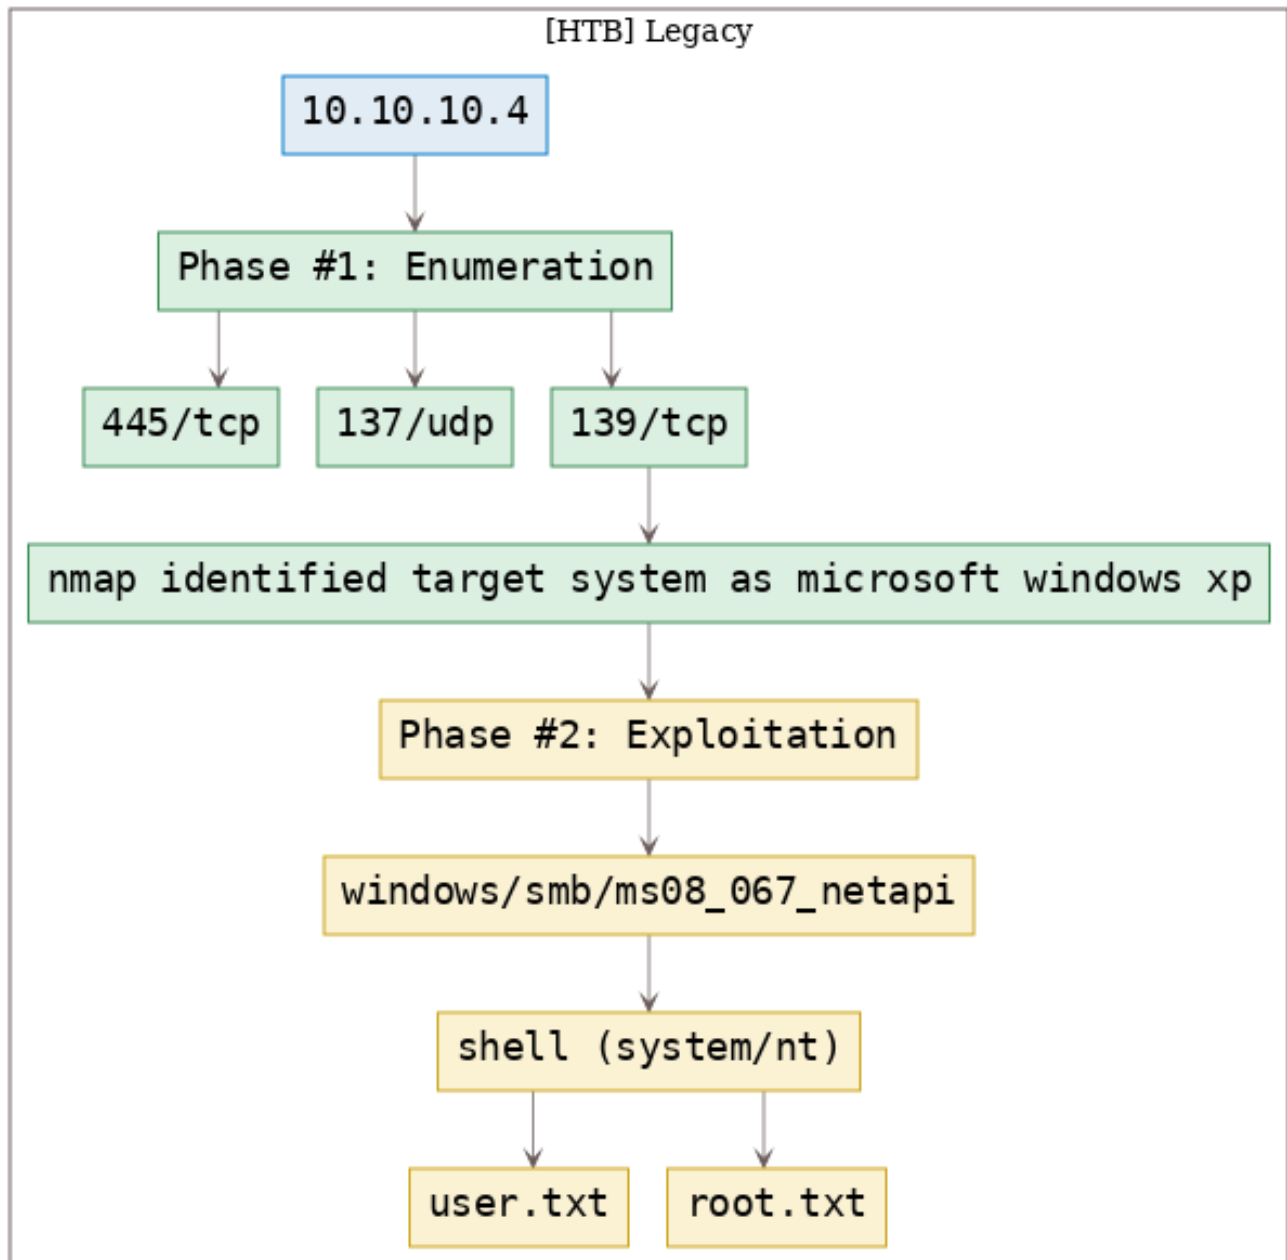 [HTB] Legacy
10.10.10.4
Phase #1: Enumeration
445/tcp
137/udp
139/tcp
nmap identified target system as microsoft windows xp
Phase #2: Exploitation
windows/smb/ms08_067_netapi
shell (system/nt)
user.txt
root.txt